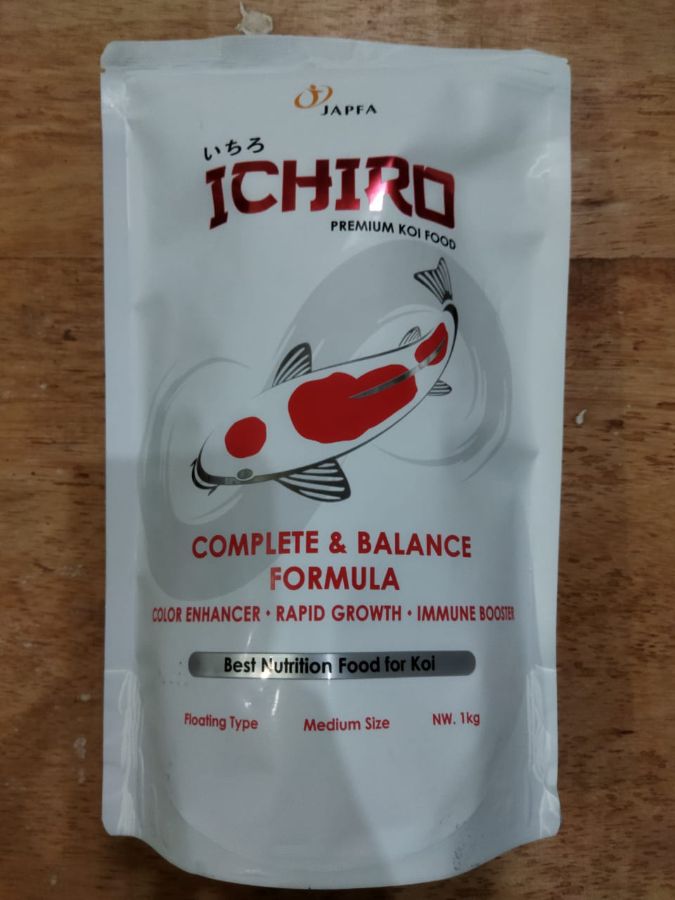 JAPFA
いちろ
ICHIRO
PREMIUM KOI FOOD
COMPLETE & BALANCE
FORMULA
COLOR ENHANCER • RAPID GROWTH • IMMUNE BOOSTER
Best Nutrition Food for Koi
Floating Type Medium Size NW. 1kg